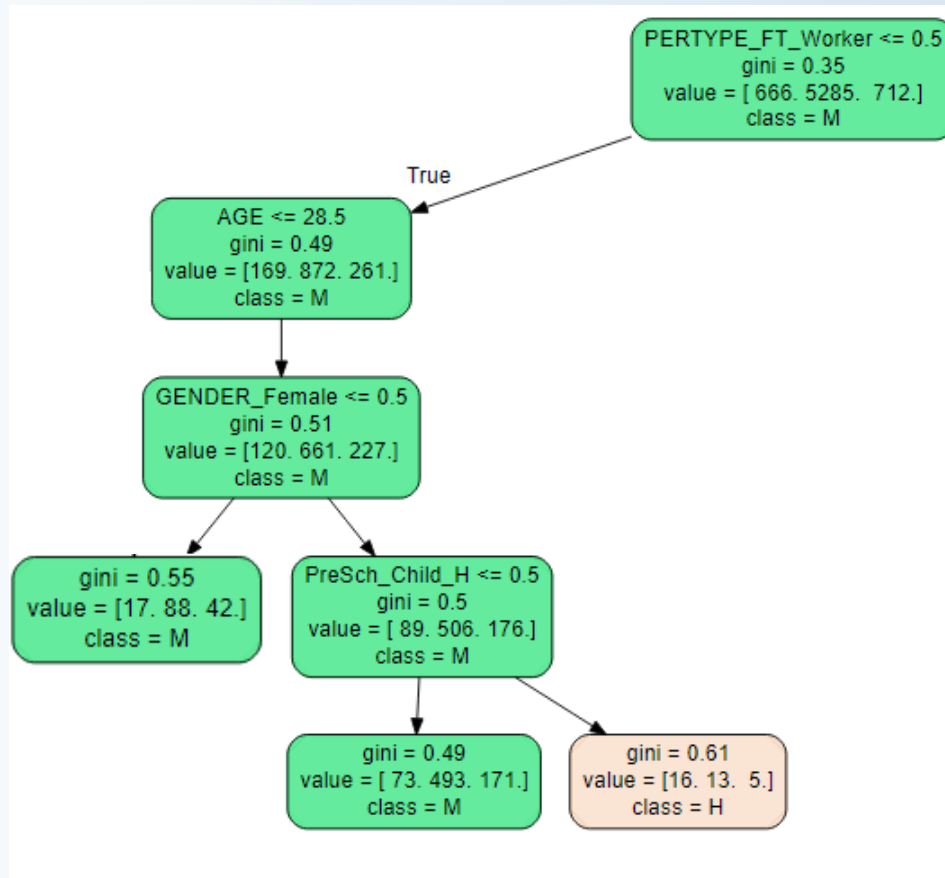 PERTYPE_FT_Worker <= 0.5
gini = 0.35
value = [ 666. 5285.  712.]
class = M
True
AGE <= 28.5
gini = 0.49
value = [169. 872. 261.]
class = M
GENDER_Female <= 0.5
gini = 0.51
value = [120. 661. 227.]
class = M
gini = 0.55
value = [17. 88. 42.]
class = M
PreSch_Child_H <= 0.5
gini = 0.5
value = [ 89. 506. 176.]
class = M
gini = 0.49
value = [ 73. 493. 171.]
class = M
gini = 0.61
value = [16. 13.  5.]
class = H